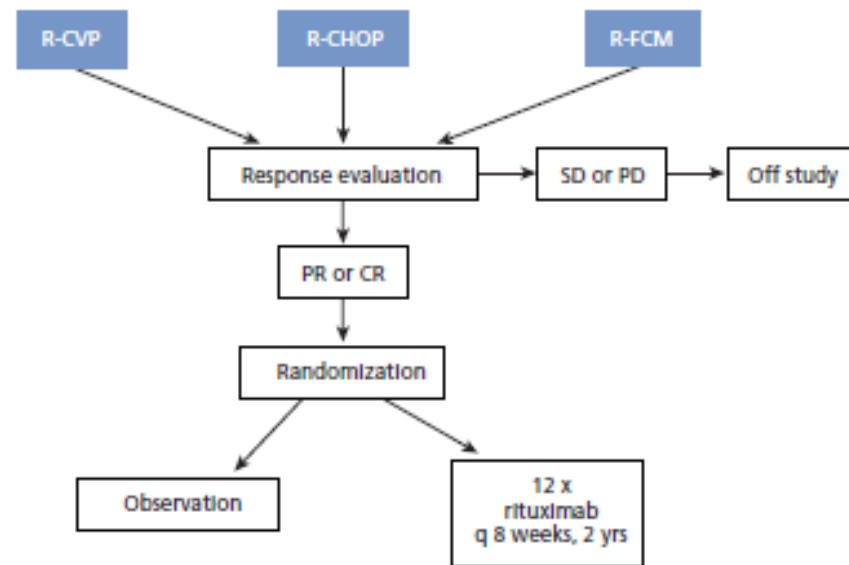 R-CVP
R-CHOP
R-FCM
Response evaluation
SD or PD
Off study
PR or CR
Randomization
Observation
12 x
rituximab
q 8 weeks, 2 yrs